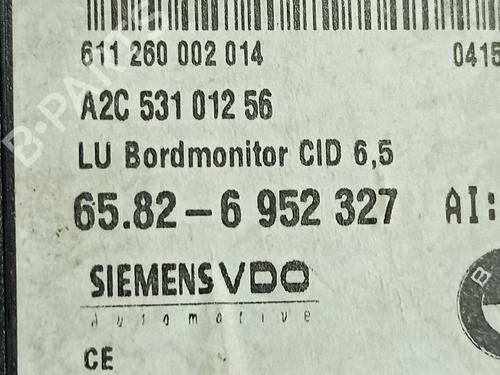 611 260 002 014 0415
A2C 531 012 56
LU Bordmonitor CID 6,5
65.82-6 952 327 AI:
SIEMENS VDO
Automotive
CE
B
B-PARTS